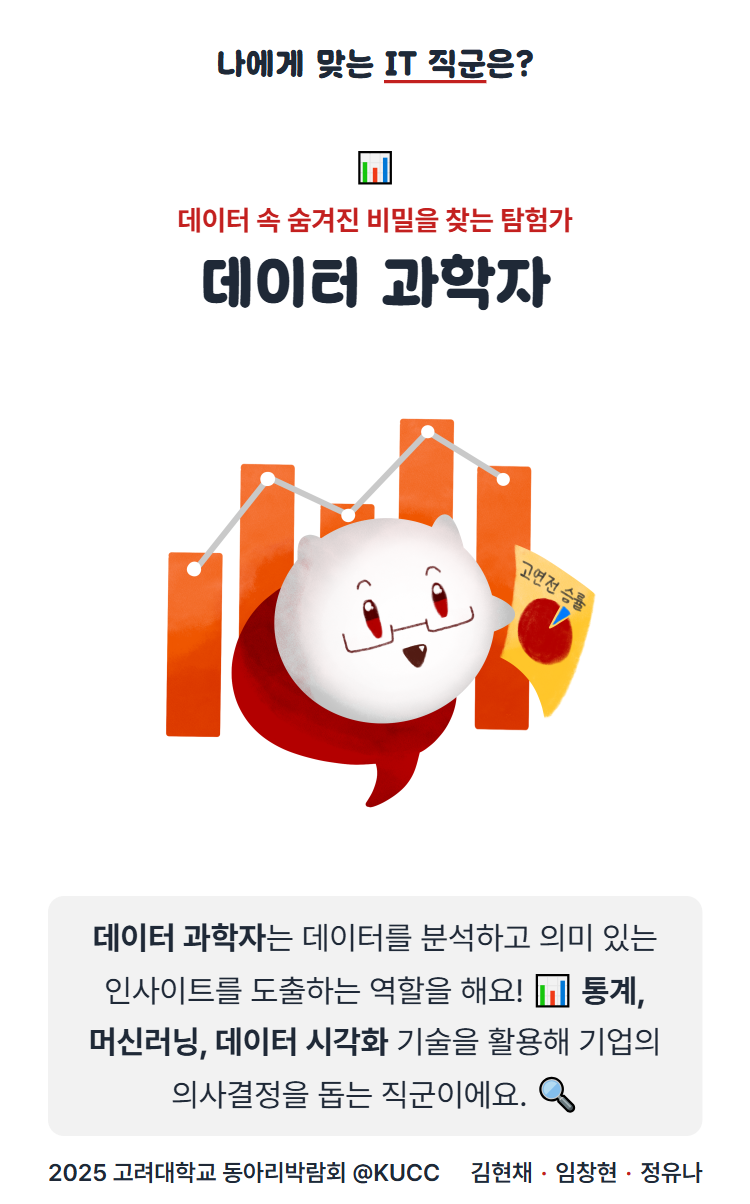 나에게 맞는 IT 직군은?
데이터 속 숨겨진 비밀을 찾는 탐험가
데이터 과학자
고연전 승률
데이터 과학자는 데이터를 분석하고 의미 있는
인사이트를 도출하는 역할을 해요! 📊 통계,
머신러닝, 데이터 시각화 기술을 활용해 기업의
의사결정을 돕는 직군이에요. 🔍
2025 고려대학교 동아리박람회 @KUCC 김현채 · 임창현 · 정유나